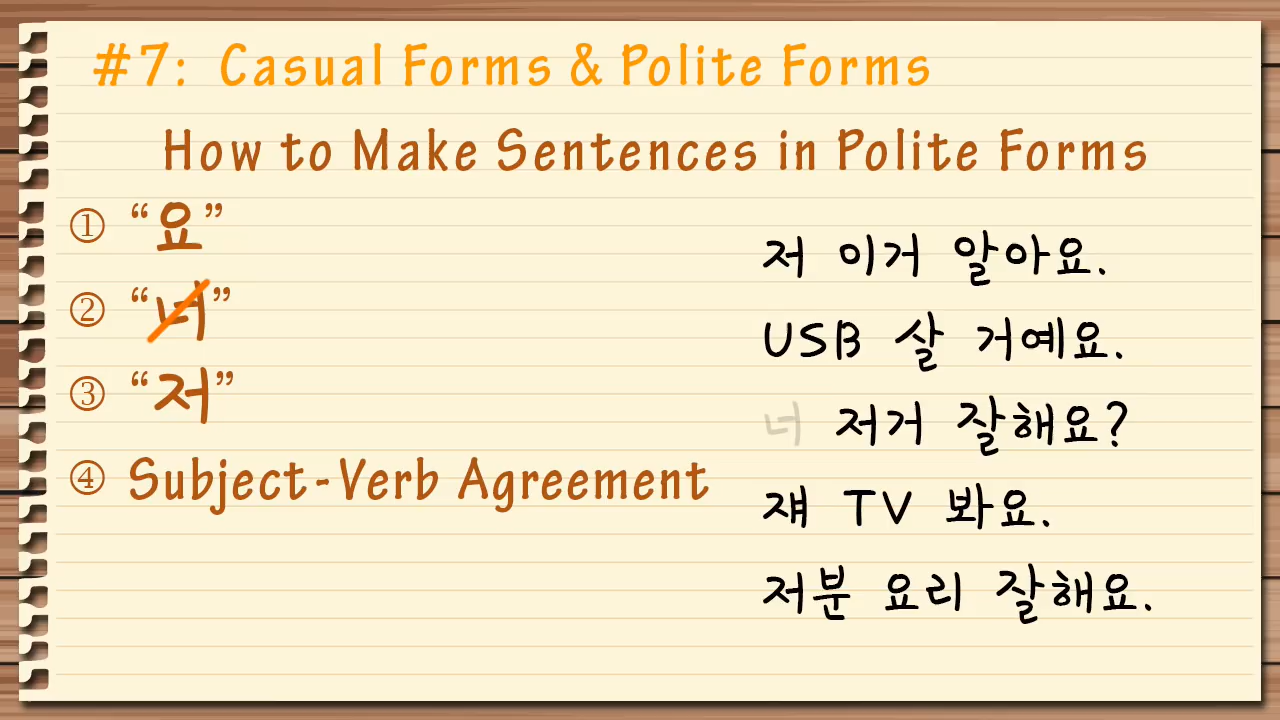 #7: Casual Forms & Polite Forms
How to Make Sentences in Polite Forms
① “요”
② “너”
③ “저”
④ Subject-Verb Agreement
저 이거 알아요.
USB 살 거예요.
너 저거 잘해요?
쟤 TV 봐요.
저분 요리 잘해요.